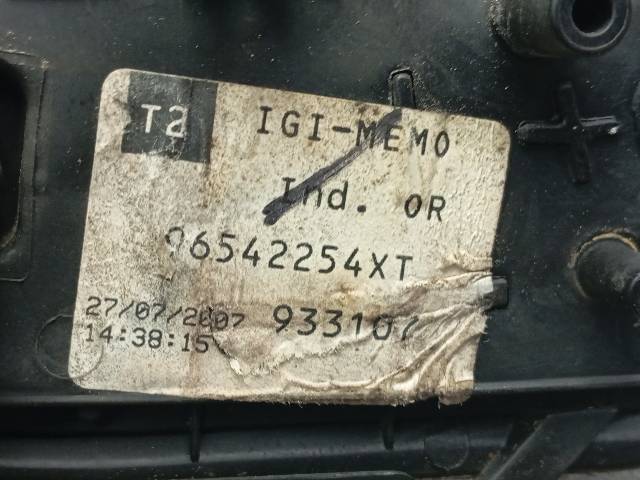 T2 IGI-MEMO
Ind. OR
96542254XT
27/07/2007 933107
14:38:15